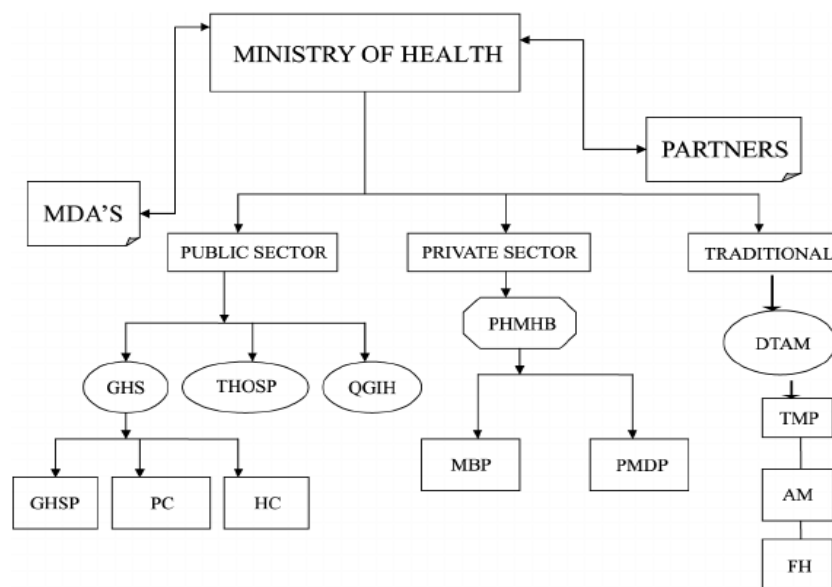 MINISTRY OF HEALTH
PARTNERS
MDA'S
PUBLIC SECTOR
PRIVATE SECTOR
TRADITIONAL
PHMHB
DTAM
GHS
THOSP
QGIH
TMP
MBP
PMDP
GHSP
PC
HC
AM
FH